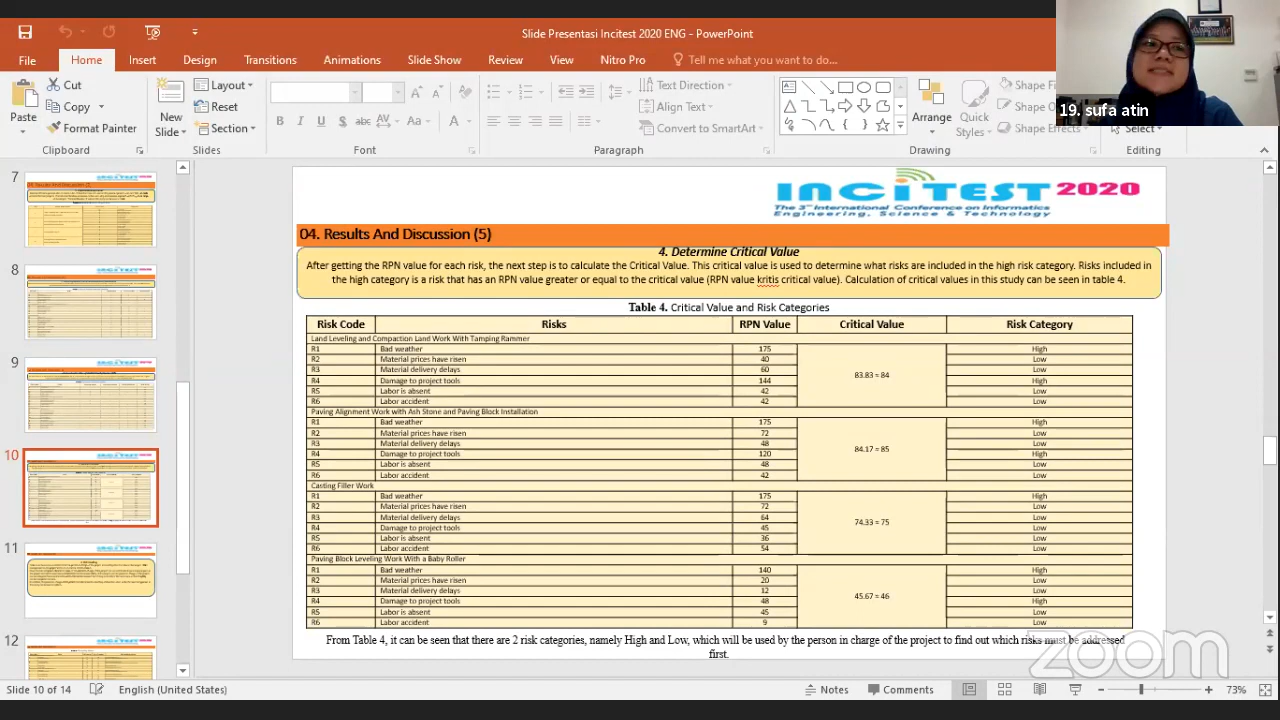 Slide Presentasi Incitest 2020 ENG - PowerPoint
File Home Insert Design Transitions Animations Slide Show Review View Nitro Pro Tell me what you want to do...
Paste
Cut
Copy
Format Painter
Clipboard
New Slide
Layout
Reset
Section
Slides
Font
Text Direction
Align Text
Convert to SmartArt
Paragraph
Arrange
Quick Styles
Shape
Shape
Shape Effects
Drawing
Select
Editing
19. sufa atin
7
8
9
10
11
12
INCITEST 2020
The 3rd International Conference on Informatics
Engineering, Science & Technology
04. Results And Discussion (5)
4. Determine Critical Value
After getting the RPN value for each risk, the next step is to calculate the Critical Value. This critical value is used to determine what risks are included in the high risk category. Risks included in
the high category is a risk that has an RPN value greater or equal to the critical value (RPN value kritis critical value). Calculation of critical values in this study can be seen in table 4.
Table 4. Critical Value and Risk Categories
Risk Code Risks RPN Value Critical Value Risk Category
Land Leveling and Compaction Land Work With Tamping Rammer
R1 Bad weather 175 High
R2 Material prices have risen 40 Low
R3 Material delivery delays 60 Low
83.83 = 84
R4 Damage to project tools 144 High
R5 Labor is absent 42 Low
R6 Labor accident 42 Low
Paving Alignment Work with Ash Stone and Paving Block Installation
R1 Bad weather 175 High
R2 Material prices have risen 72 Low
R3 Material delivery delays 48 Low
84.17 = 85
R4 Damage to project tools 120 High
R5 Labor is absent 48 Low
R6 Labor accident 42 Low
Casting Filler Work
R1 Bad weather 175 High
R2 Material prices have risen 72 Low
R3 Material delivery delays 64 Low
74.33 = 75
R4 Damage to project tools 45 Low
R5 Labor is absent 36 Low
R6 Labor accident 54 Low
Paving Block Leveling Work With a Baby Roller
R1 Bad weather 140 High
R2 Material prices have risen 20 Low
R3 Material delivery delays 12 Low
45.67 = 46
R4 Damage to project tools 48 High
R5 Labor is absent 45 Low
R6 Labor accident 9 Low
From Table 4, it can be seen that there are 2 risk categories, namely High and Low, which will be used by the person in charge of the project to find out which risks must be addressed
first.
zoom
Slide 10 of 14 English (United States) Notes Comments 73%